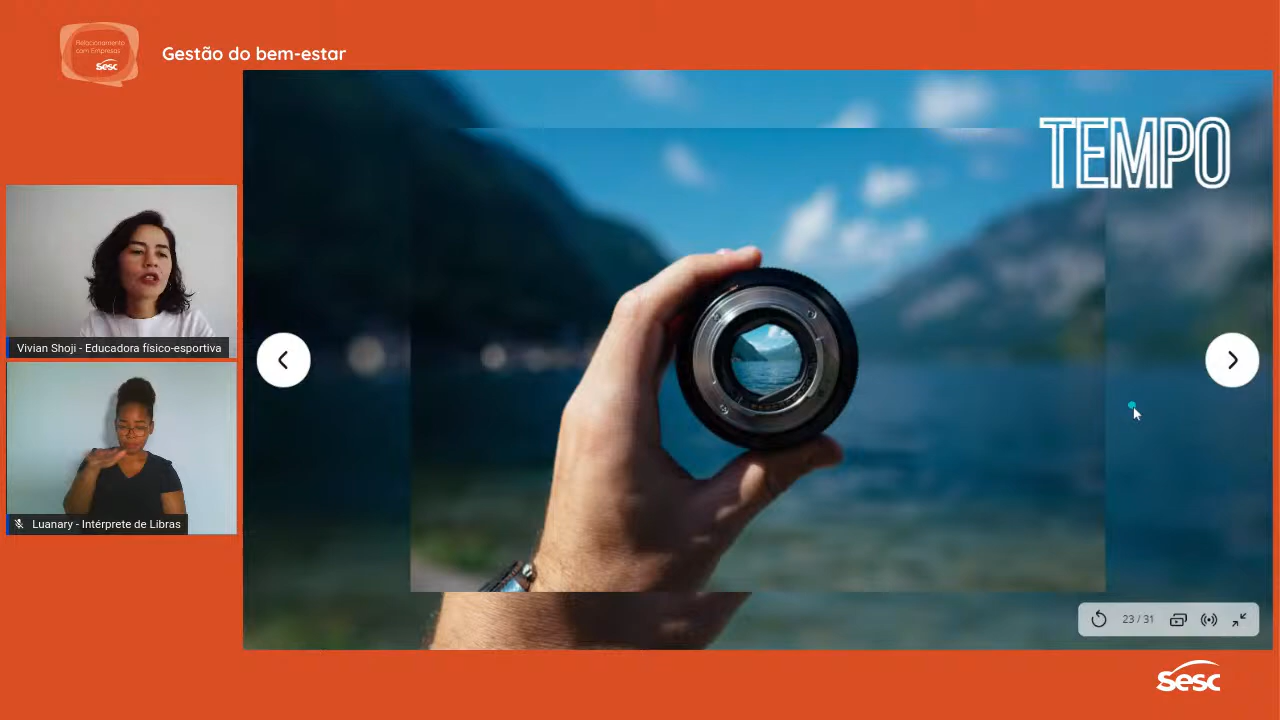 Relacionamento
com Empresas
Sesc
Gestão do bem-estar
TEMPO
Vivian Shoji - Educadora físico-esportiva
Luanary - Intérprete de Libras
23 / 31
Sesc